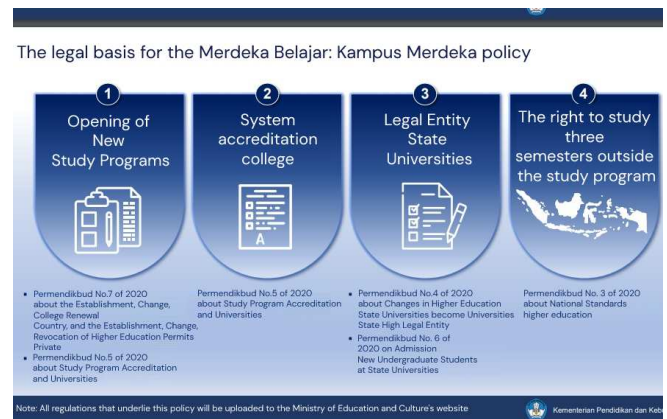 The legal basis for the Merdeka Belajar: Kampus Merdeka policy
1
Opening of
New
Study Programs
• Permendikbud No.7 of 2020
about the Establishment, Change,
College Renewal
Country, and the Establishment, Change,
Revocation of Higher Education Permits
Private
• Permendikbud No.5 of 2020
about Study Program Accreditation
and Universities
2
System
accreditation
college
A
Permendikbud No.5 of 2020
about Study Program Accreditation
and Universities
3
Legal Entity
State
Universities
• Permendikbud No.4 of 2020
about Changes in Higher Education
State Universities become Universities
State High Legal Entity
• Permendikbud No. 6 of
2020 on Admission
New Undergraduate Students
at State Universities
4
The right to study
three
semesters outside
the study program
Permendikbud No. 3 of 2020
about National Standards
higher education
Note: All regulations that underlie this policy will be uploaded to the Ministry of Education and Culture's website
Kementerian Pendidikan dan Keb